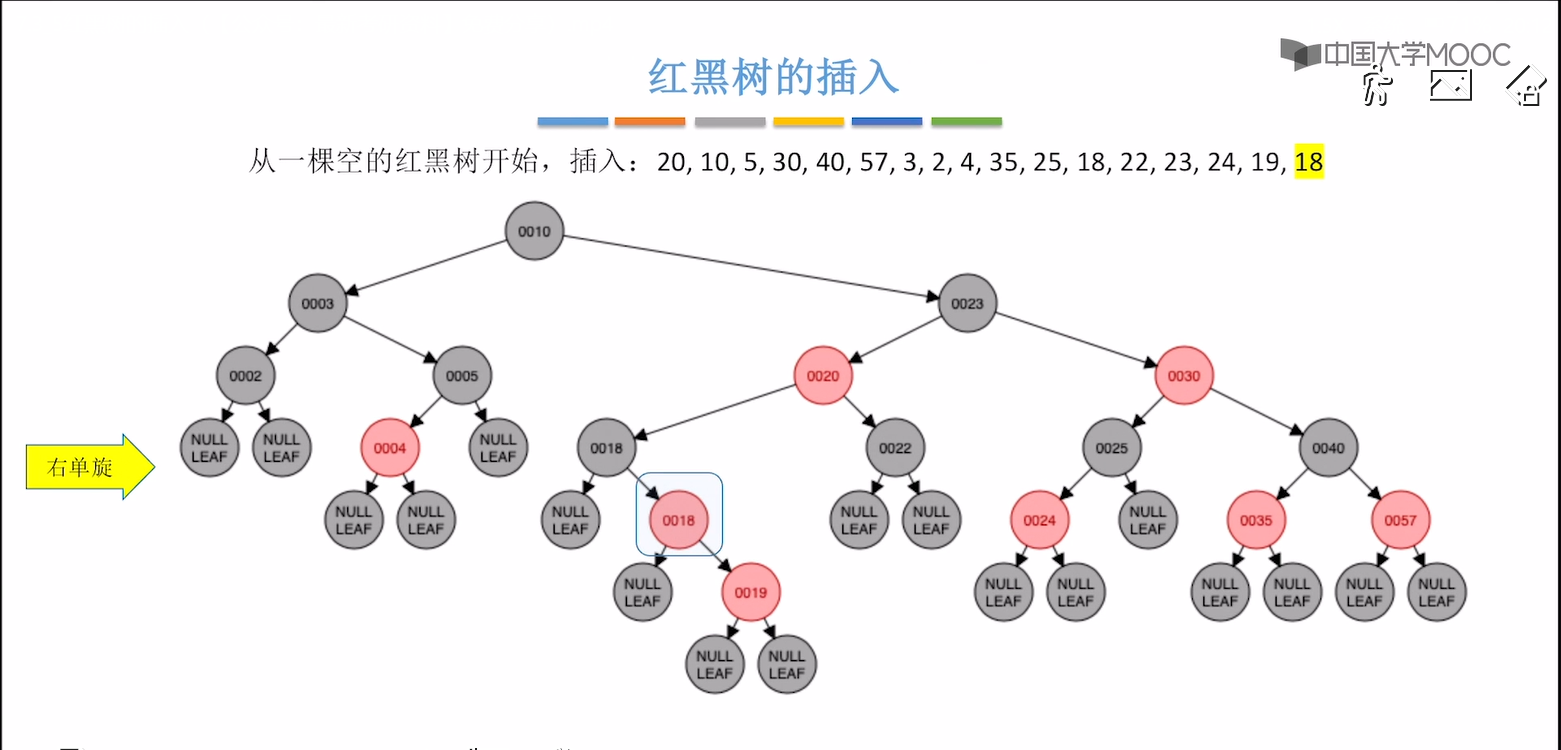 中国大学MOOC
红黑树的插入
从一棵空的红黑树开始，插入：20, 10, 5, 30, 40, 57, 3, 2, 4, 35, 25, 18, 22, 23, 24, 19, 18
0010
0003
0023
0002
0005
0020
0030
NULL LEAF
NULL LEAF
0004
NULL LEAF
0018
0022
0025
0040
右单旋
NULL LEAF
NULL LEAF
NULL LEAF
0018
NULL LEAF
NULL LEAF
0024
NULL LEAF
0035
0057
NULL LEAF
0019
NULL LEAF
NULL LEAF
NULL LEAF
NULL LEAF
NULL LEAF
NULL LEAF
NULL LEAF
NULL LEAF